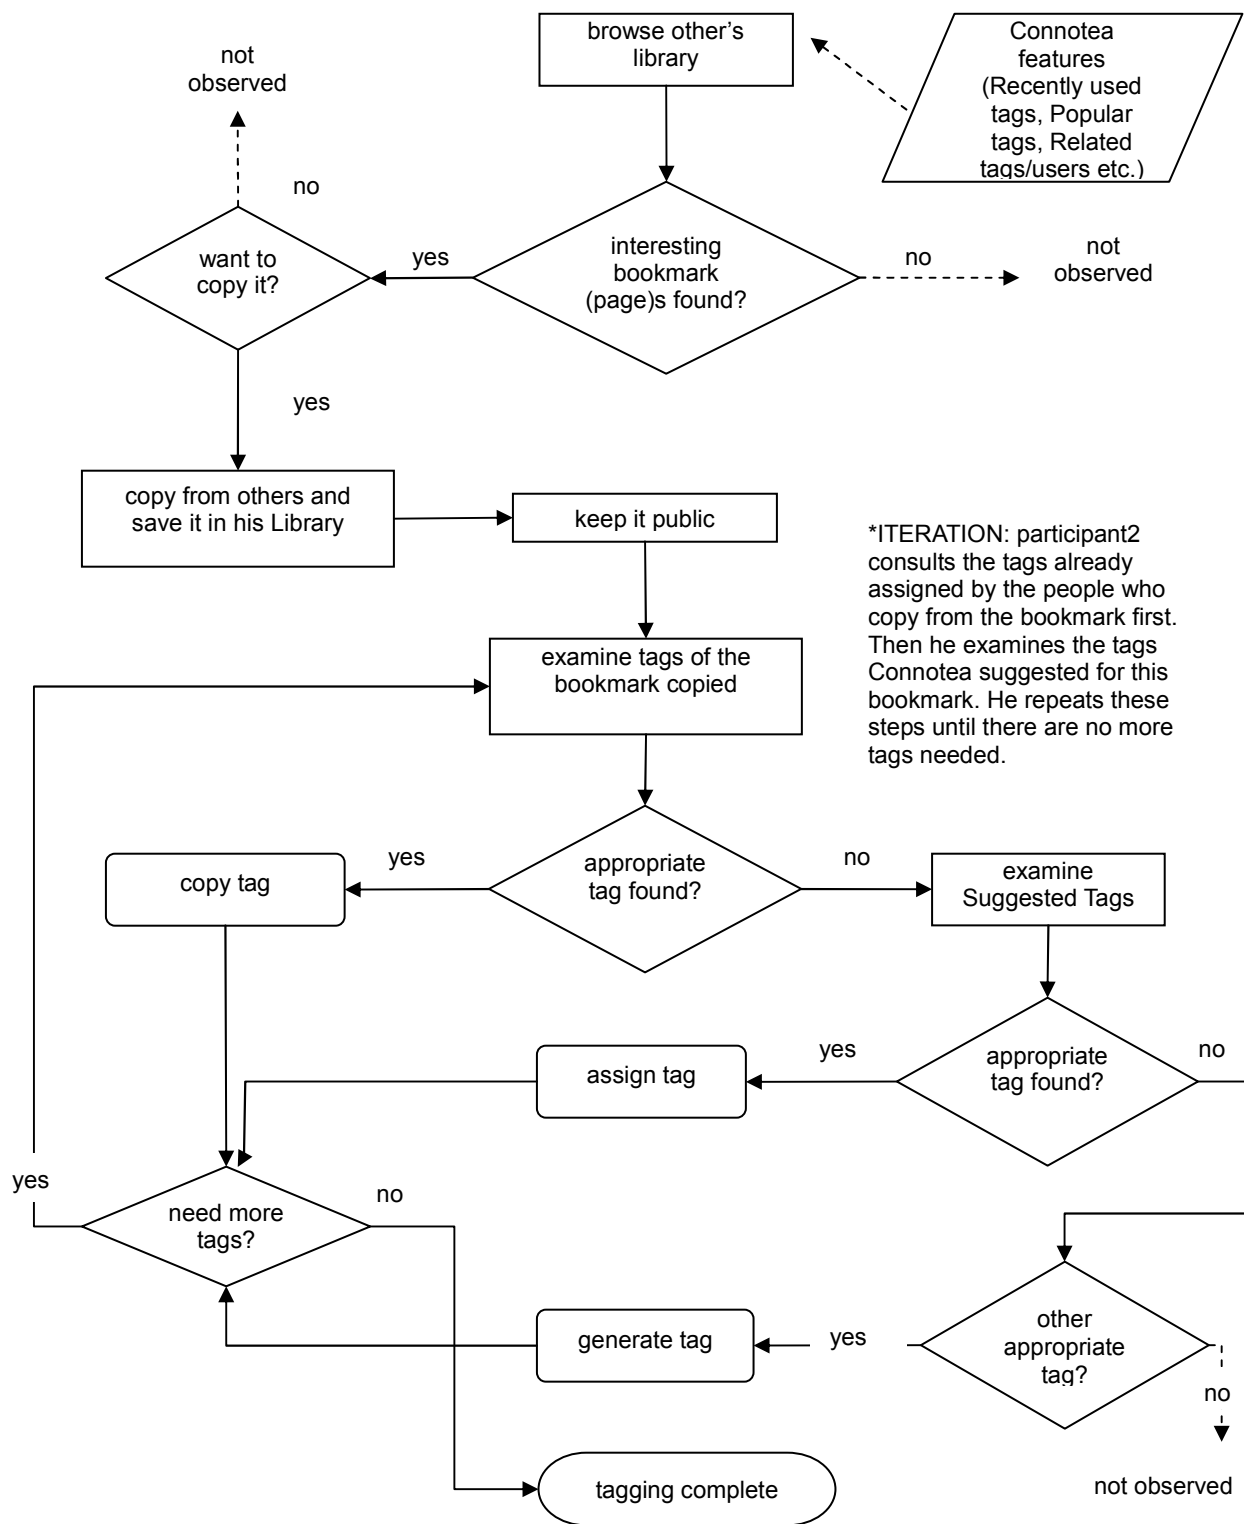 browse other's
library
Connotea
features
(Recently used
tags, Popular
tags, Related
tags/users etc.)
not
observed
no
want to
copy it?
yes
interesting
bookmark
(page)s found?
no
not
observed
yes
copy from others and
save it in his Library
keep it public
*ITERATION: participant2
consults the tags already
assigned by the people who
copy from the bookmark first.
Then he examines the tags
Connotea suggested for this
bookmark. He repeats these
steps until there are no more
tags needed.
examine tags of the
bookmark copied
copy tag
yes
appropriate
tag found?
no
examine
Suggested Tags
assign tag
yes
appropriate
tag found?
no
yes
need more
tags?
no
generate tag
yes
other
appropriate
tag?
no
tagging complete
not observed